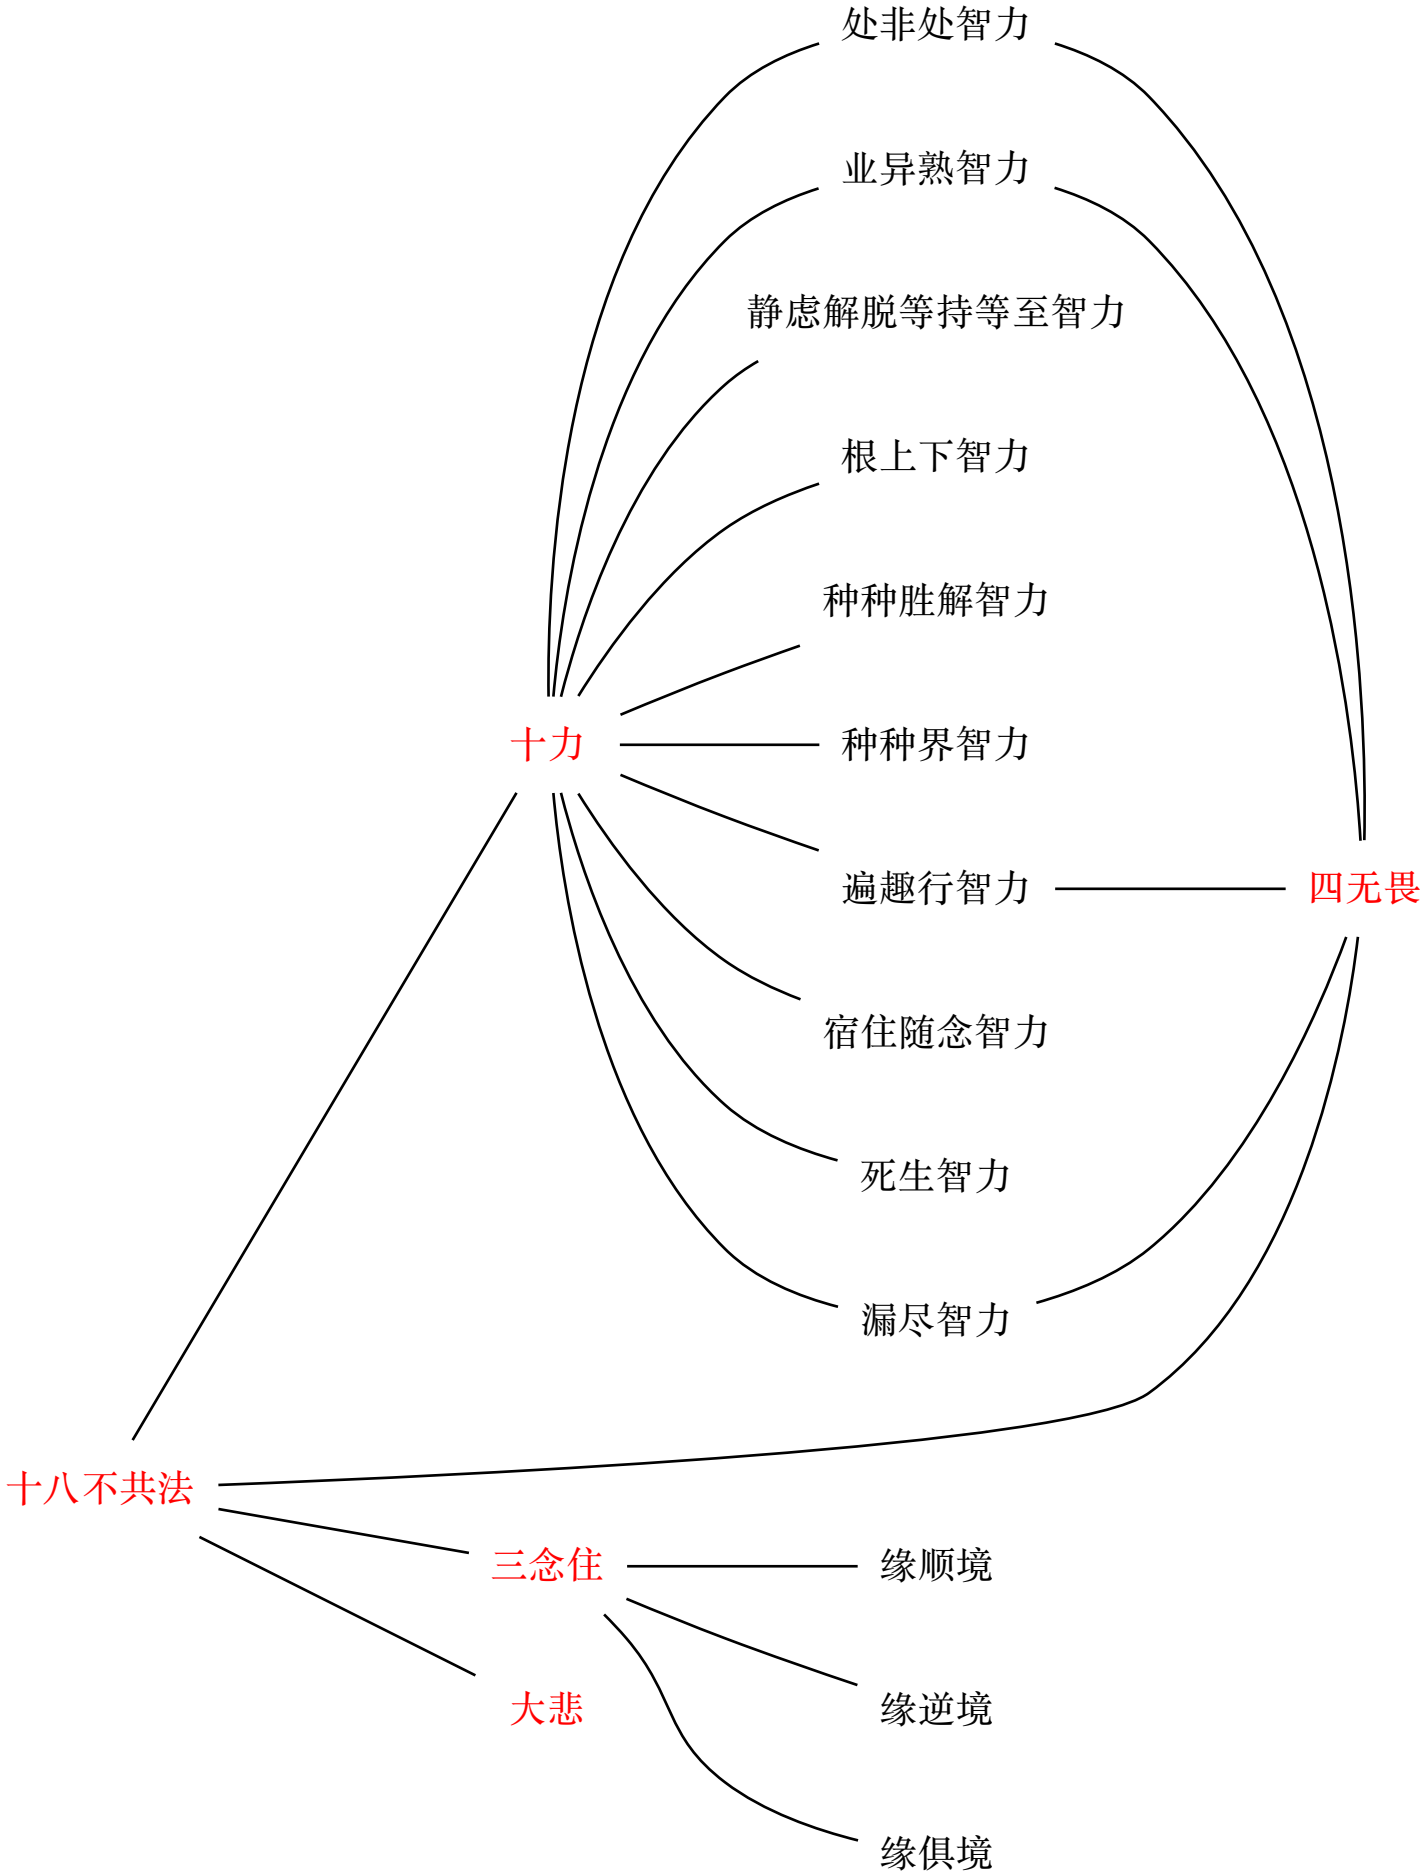 处非处智力
业异熟智力
静虑解脱等持等至智力
根上下智力
种种胜解智力
十力
种种界智力
遍趣行智力
四无畏
宿住随念智力
死生智力
漏尽智力
十八不共法
三念住
缘顺境
大悲
缘逆境
缘俱境